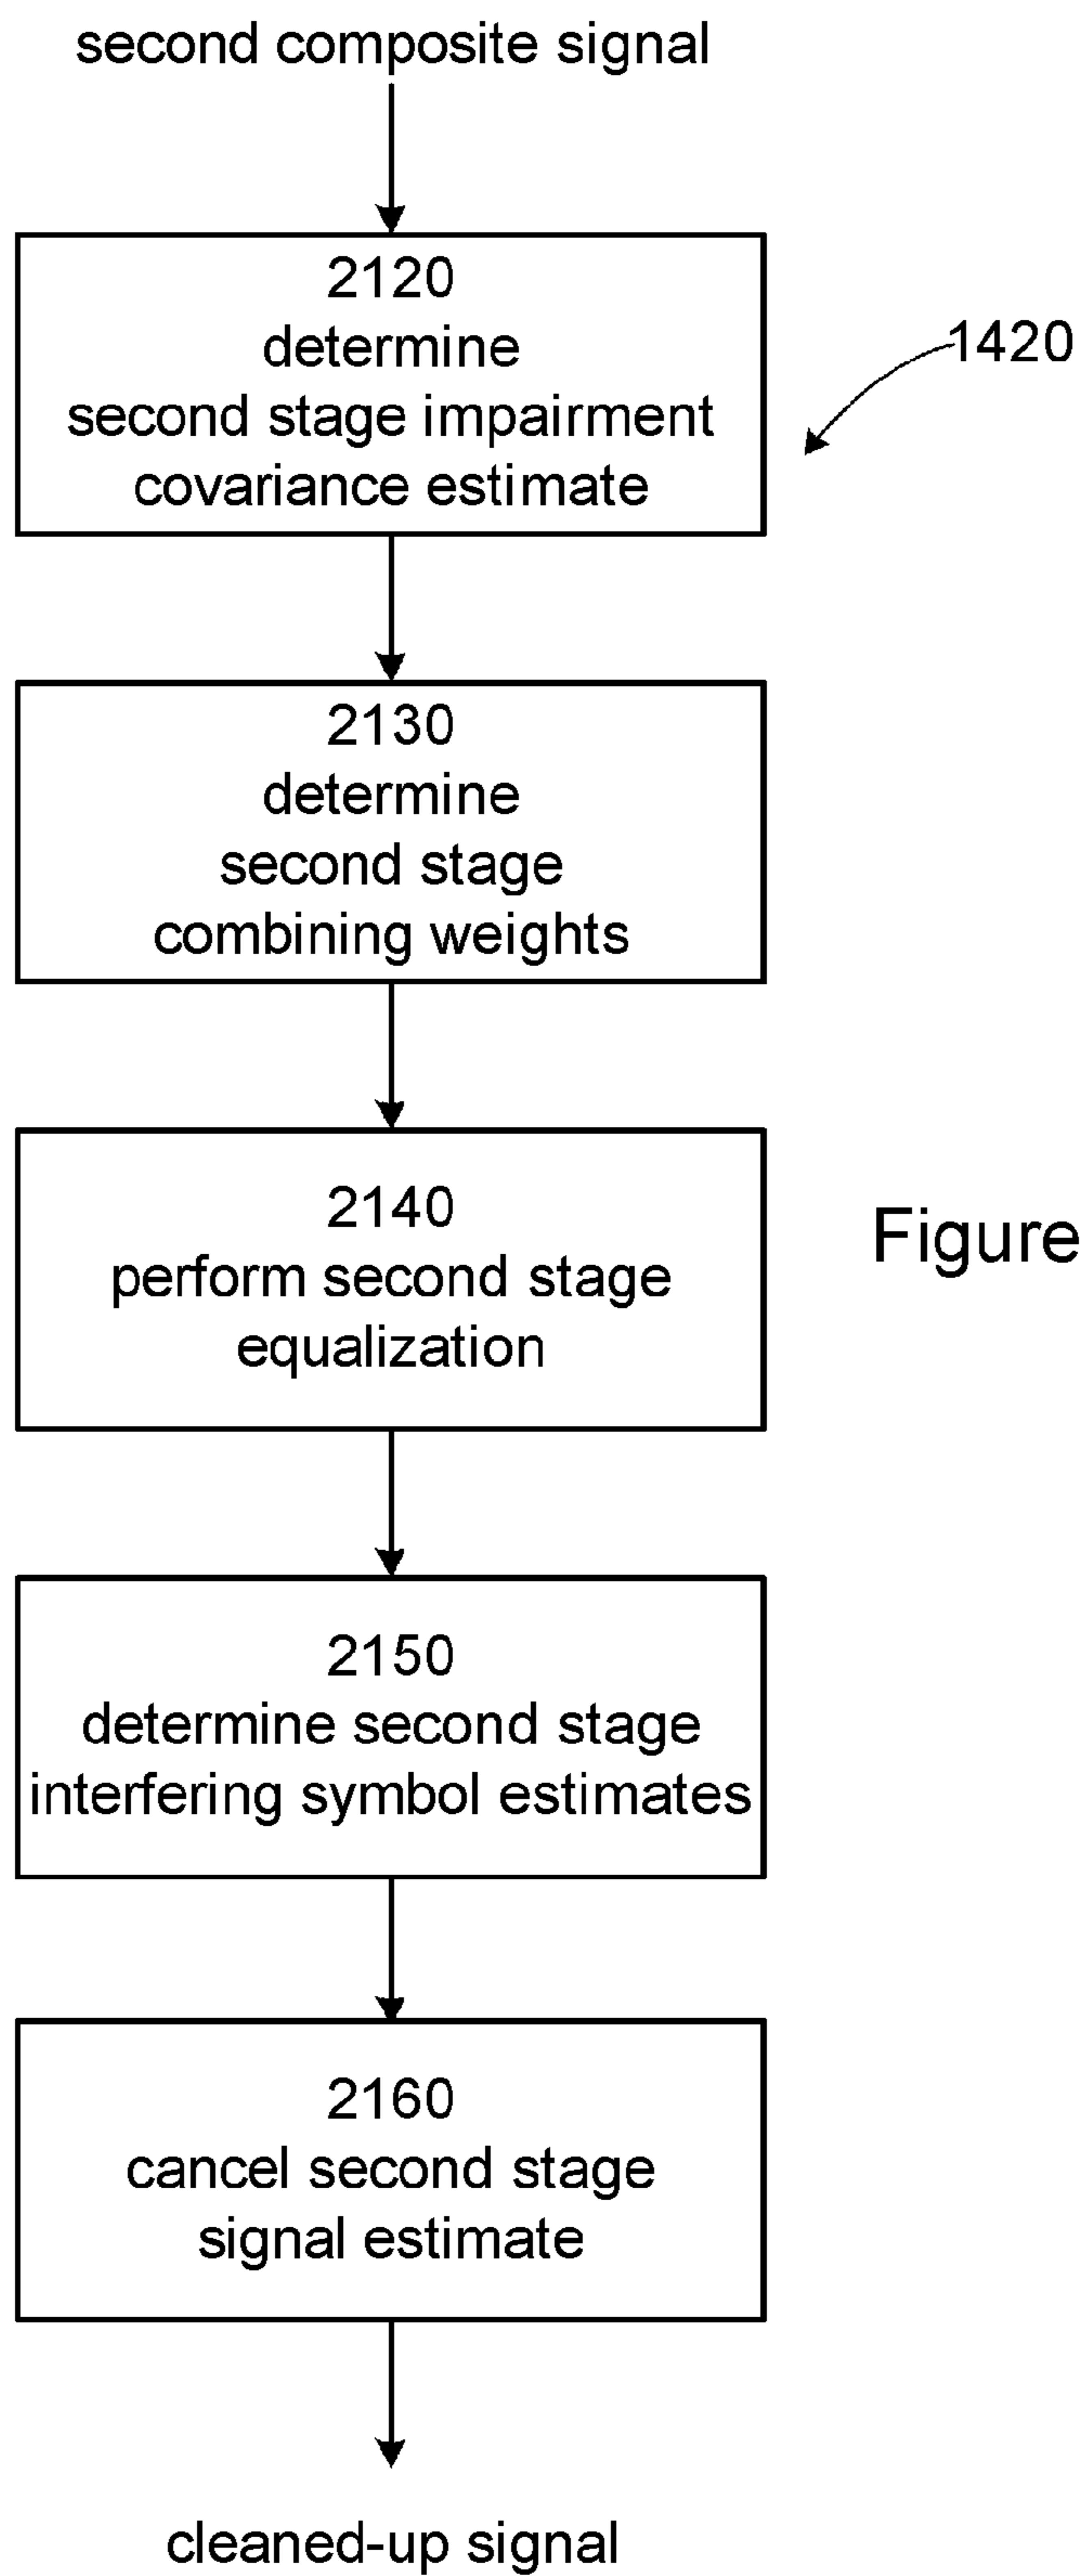 second composite signal
2120
determine
second stage impairment
covariance estimate
1420
2130
determine
second stage
combining weights
2140
perform second stage
equalization
Figure
2150
determine second stage
interfering symbol estimates
2160
cancel second stage
signal estimate
cleaned-up signal